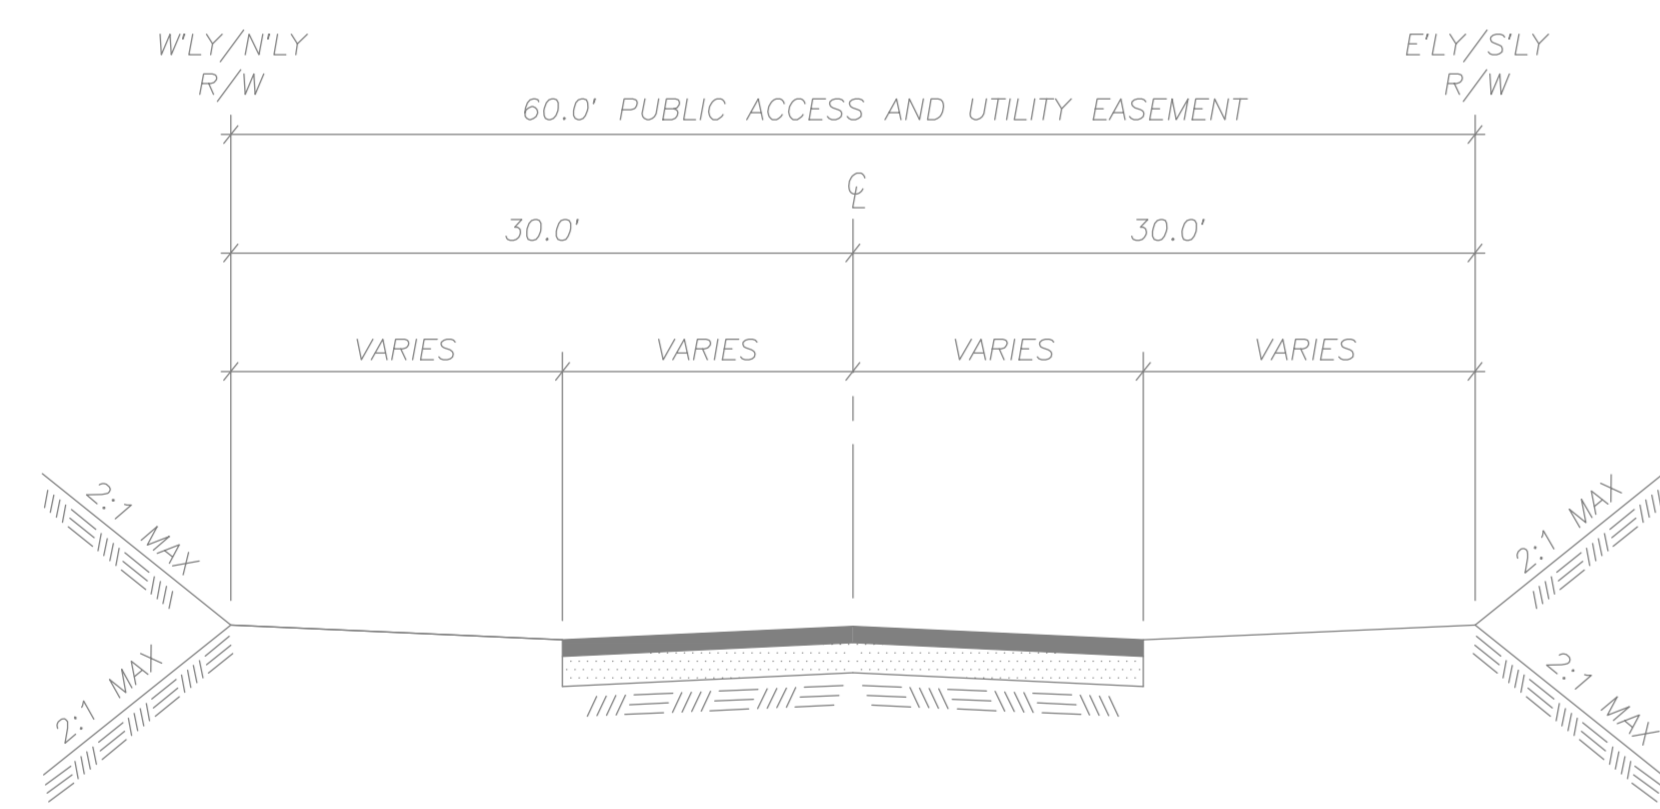 W'LY/N'LY
R/W
E'LY/S'LY
R/W
60.0' PUBLIC ACCESS AND UTILITY EASEMENT
℄
30.0'
30.0'
VARIES
VARIES
VARIES
VARIES
2:1 MAX
2:1 MAX
2:1 MAX
2:1 MAX